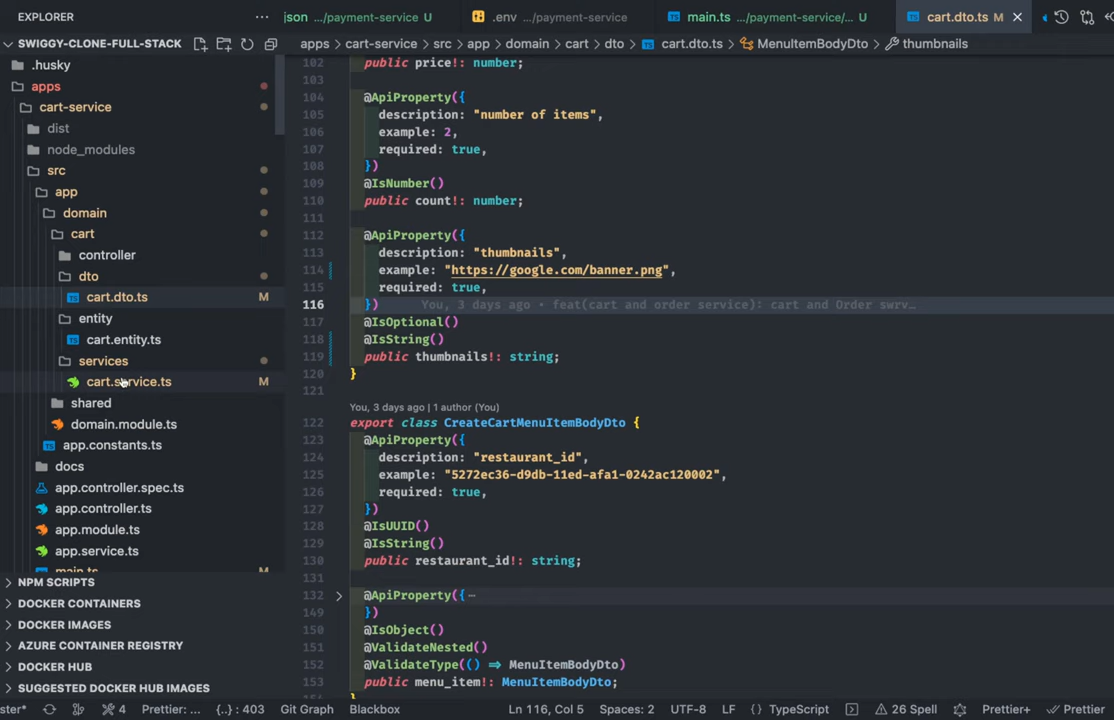 EXPLORER
json .../payment-service U
.env .../payment-service
main.ts .../payment-service/... U
cart.dto.ts M
SWIGGY-CLONE-FULL-STACK
apps > cart-service > src > app > domain > cart > dto > cart.dto.ts > MenuItemBodyDto > thumbnails
.husky
apps
cart-service
dist
node_modules
src
app
domain
cart
controller
dto
cart.dto.ts M
entity
cart.entity.ts
services
cart.service.ts M
shared
domain.module.ts
app.constants.ts
docs
app.controller.spec.ts
app.controller.ts
app.module.ts
app.service.ts
main.ts M
NPM SCRIPTS
DOCKER CONTAINERS
DOCKER IMAGES
AZURE CONTAINER REGISTRY
DOCKER HUB
SUGGESTED DOCKER HUB IMAGES
102 public price!: number;
103
104 @ApiProperty({
105 description: "number of items",
106 example: 2,
107 required: true,
108 })
109 @IsNumber()
110 public count!: number;
111
112 @ApiProperty({
113 description: "thumbnails",
114 example: "https://google.com/banner.png",
115 required: true,
116 }) You, 3 days ago • feat(cart and order service): cart and Order swrv...
117 @IsOptional()
118 @IsString()
119 public thumbnails!: string;
120 }
121
You, 3 days ago | 1 author (You)
122 export class CreateCartMenuItemBodyDto {
123 @ApiProperty({
124 description: "restaurant_id",
125 example: "5272ec36-d9db-11ed-afa1-0242ac120002",
126 required: true,
127 })
128 @IsUUID()
129 @IsString()
130 public restaurant_id!: string;
131
132 @ApiProperty({ ...
149 })
150 @IsObject()
151 @ValidateNested()
152 @ValidateType(() => MenuItemBodyDto)
153 public menu_item!: MenuItemBodyDto;
154 }
ster* 4 Prettier: ... {..} : 403 Git Graph Blackbox Ln 116, Col 5 Spaces: 2 UTF-8 LF {} TypeScript 26 Spell Prettier+ Prettier